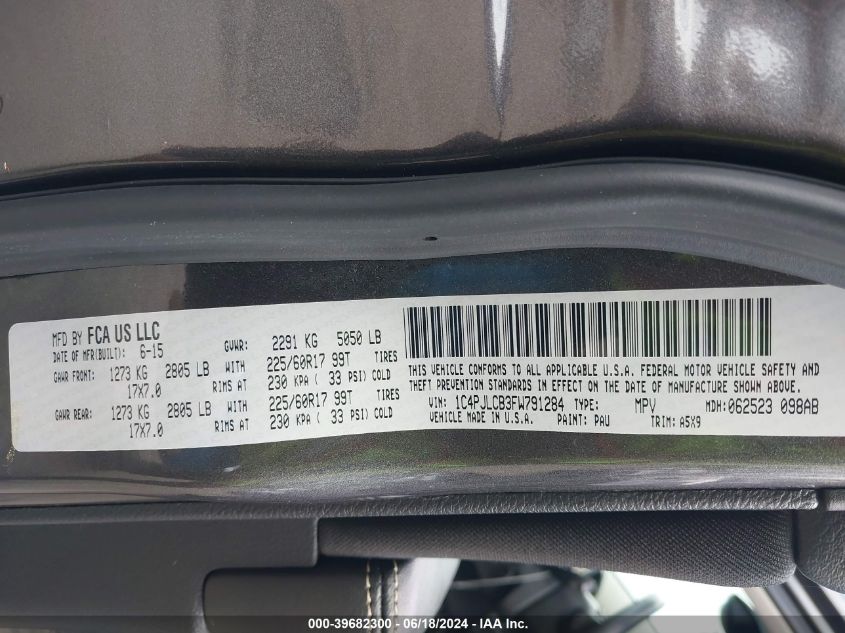 MFD BY FCA US LLC
DATE OF MFR(BUILT): 6-15 GVWR: 2291 KG 5050 LB
GAWR FRONT: 1273 KG 2805 LB WITH 225/60R17 99T TIRES
17X7.0 RIMS AT 230 KPA ( 33 PSI) COLD
GAWR REAR: 1273 KG 2805 LB WITH 225/60R17 99T TIRES
17X7.0 RIMS AT 230 KPA ( 33 PSI) COLD
THIS VEHICLE CONFORMS TO ALL APPLICABLE U.S.A. FEDERAL MOTOR VEHICLE SAFETY AND
THEFT PREVENTION STANDARDS IN EFFECT ON THE DATE OF MANUFACTURE SHOWN ABOVE.
VIN: 1C4PJLCB3FW791284 TYPE: MPV MDH: 062523 098AB
VEHICLE MADE IN U.S.A. PAINT: PAU TRIM: A5X9
000-39682300 - 06/18/2024 - IAAI.COM